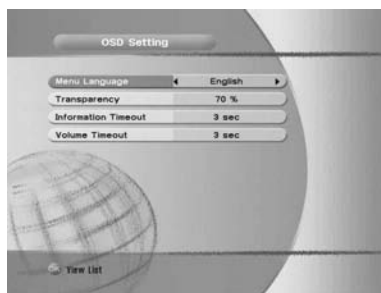 OSD Setting
Menu Language English
Transparency 70 %
Information Timeout 3 sec
Volume Timeout 3 sec
View List